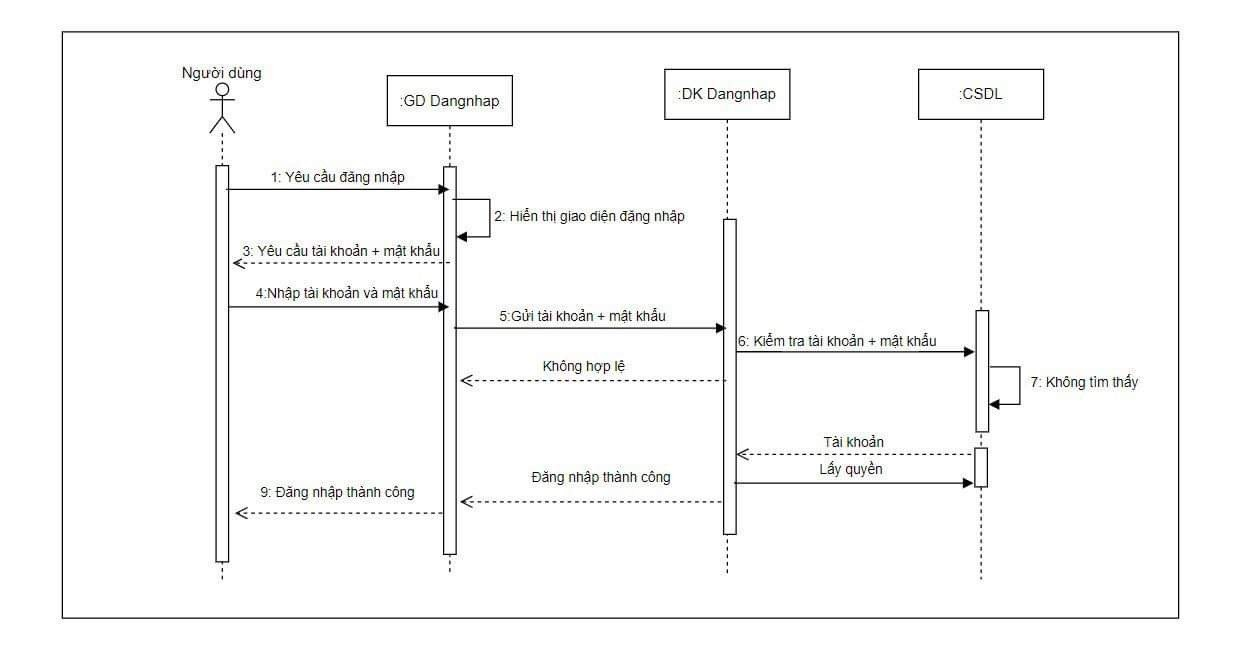 Người dùng
:GD Dangnhap
:DK Dangnhap
:CSDL
1: Yêu cầu đăng nhập
2: Hiển thị giao diện đặng nhập
3: Yêu cầu tài khoản + mật khẩu
4:Nhập tài khoản và mật khẩu
5:Gửi tài khoản + mật khẩu
6: Kiểm tra tài khoản + mật khẩu
Không hợp lệ
7: Không tìm thấy
Tài khoản
Lấy quyền
Đăng nhập thành công
9: Đăng nhập thành công